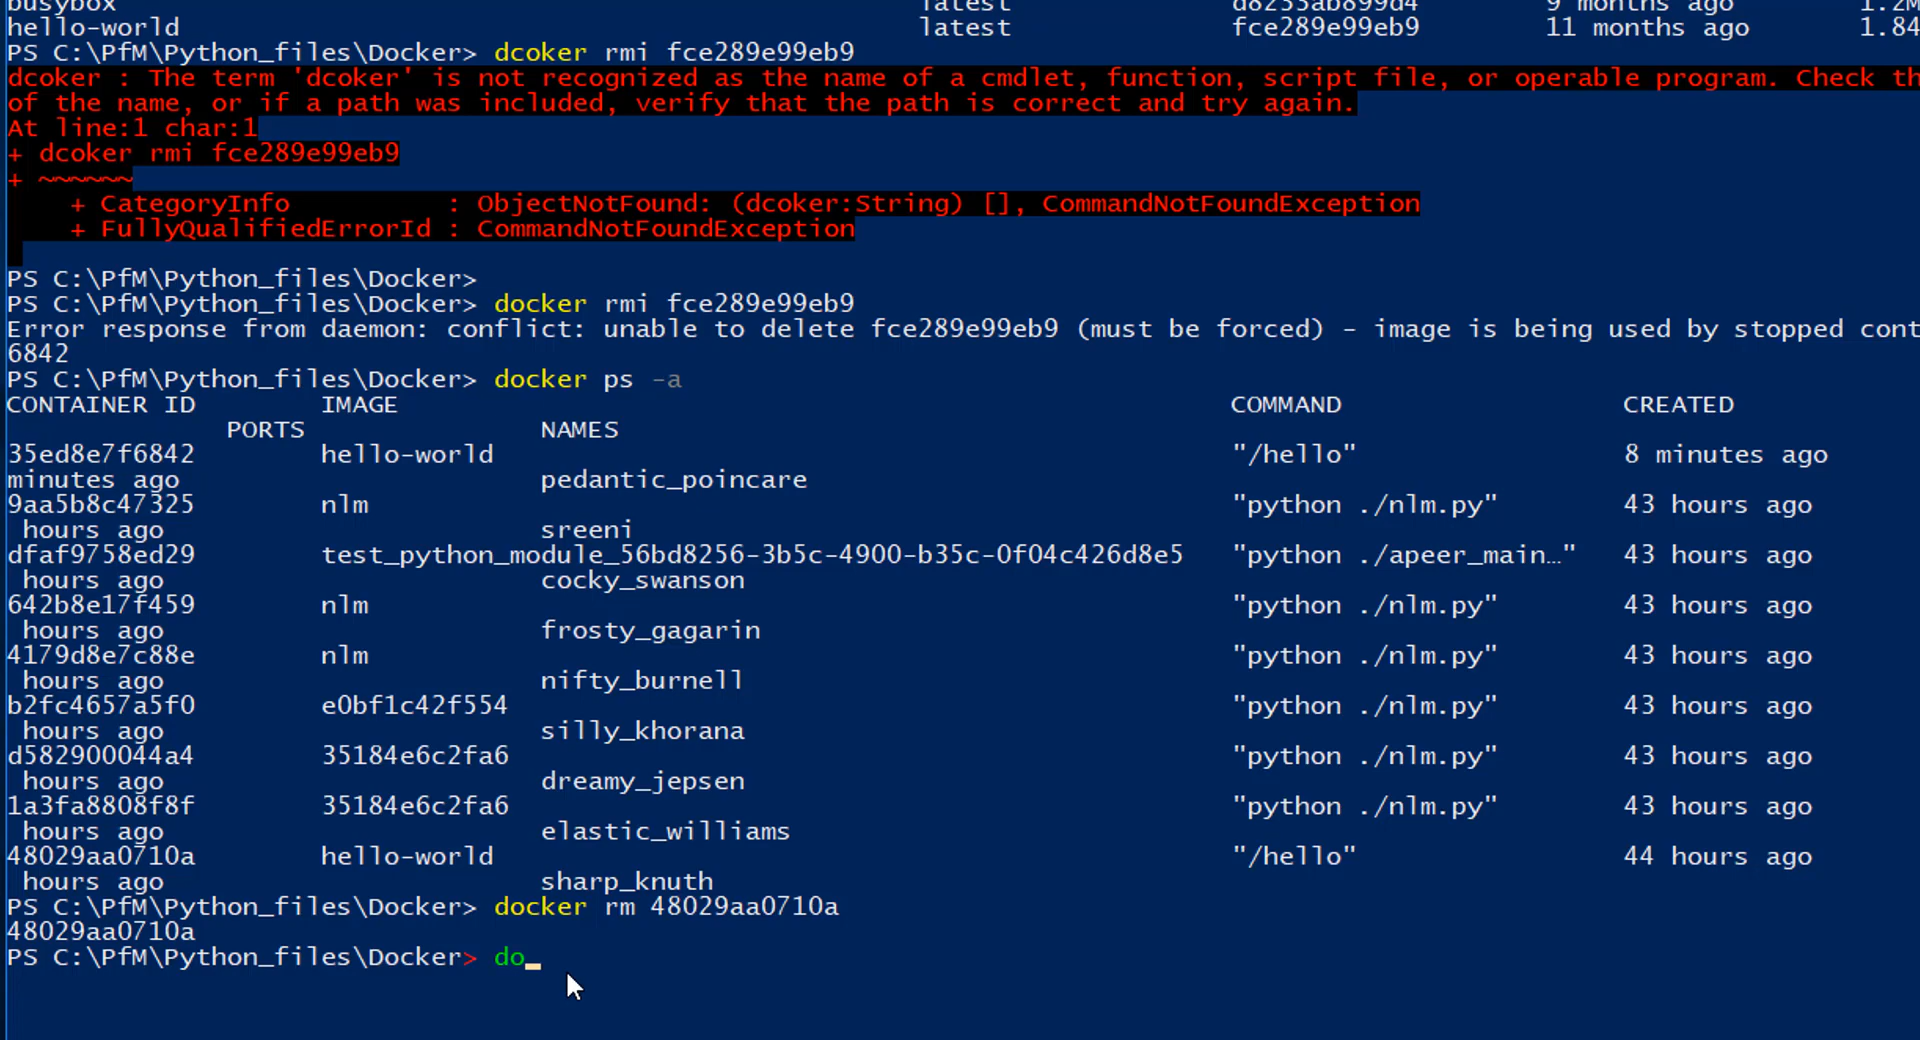 busybox latest d8233ab899d4 9 months ago 1.2M
hello-world latest fce289e99eb9 11 months ago 1.84
PS C:\PfM\Python_files\Docker> dcoker rmi fce289e99eb9
dcoker : The term 'dcoker' is not recognized as the name of a cmdlet, function, script file, or operable program. Check th
of the name, or if a path was included, verify that the path is correct and try again.
At line:1 char:1
+ dcoker rmi fce289e99eb9
+ ~~~~~~
+ CategoryInfo : ObjectNotFound: (dcoker:String) [], CommandNotFoundException
+ FullyQualifiedErrorId : CommandNotFoundException
PS C:\PfM\Python_files\Docker>
PS C:\PfM\Python_files\Docker> docker rmi fce289e99eb9
Error response from daemon: conflict: unable to delete fce289e99eb9 (must be forced) - image is being used by stopped cont
6842
PS C:\PfM\Python_files\Docker> docker ps -a
CONTAINER ID IMAGE COMMAND CREATED
PORTS NAMES
35ed8e7f6842 hello-world "/hello" 8 minutes ago
minutes ago pedantic_poincare
9aa5b8c47325 nlm "python ./nlm.py" 43 hours ago
hours ago sreeni
dfaf9758ed29 test_python_module_56bd8256-3b5c-4900-b35c-0f04c426d8e5 "python ./apeer_main…" 43 hours ago
hours ago cocky_swanson
642b8e17f459 nlm "python ./nlm.py" 43 hours ago
hours ago frosty_gagarin
4179d8e7c88e nlm "python ./nlm.py" 43 hours ago
hours ago nifty_burnell
b2fc4657a5f0 e0bf1c42f554 "python ./nlm.py" 43 hours ago
hours ago silly_khorana
d582900044a4 35184e6c2fa6 "python ./nlm.py" 43 hours ago
hours ago dreamy_jepsen
1a3fa8808f8f 35184e6c2fa6 "python ./nlm.py" 43 hours ago
hours ago elastic_williams
48029aa0710a hello-world "/hello" 44 hours ago
hours ago sharp_knuth
PS C:\PfM\Python_files\Docker> docker rm 48029aa0710a
48029aa0710a
PS C:\PfM\Python_files\Docker> do_